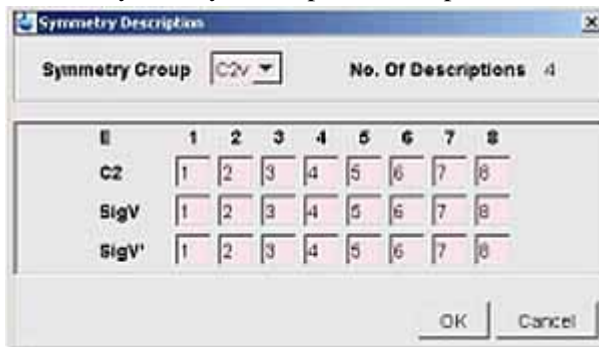 Symmetry Description
Symmetry Group C2v No. Of Descriptions 4
E 1 2 3 4 5 6 7 8
C2 1 2 3 4 5 6 7 8
SigV 1 2 3 4 5 6 7 8
SigV' 1 2 3 4 5 6 7 8
OK Cancel